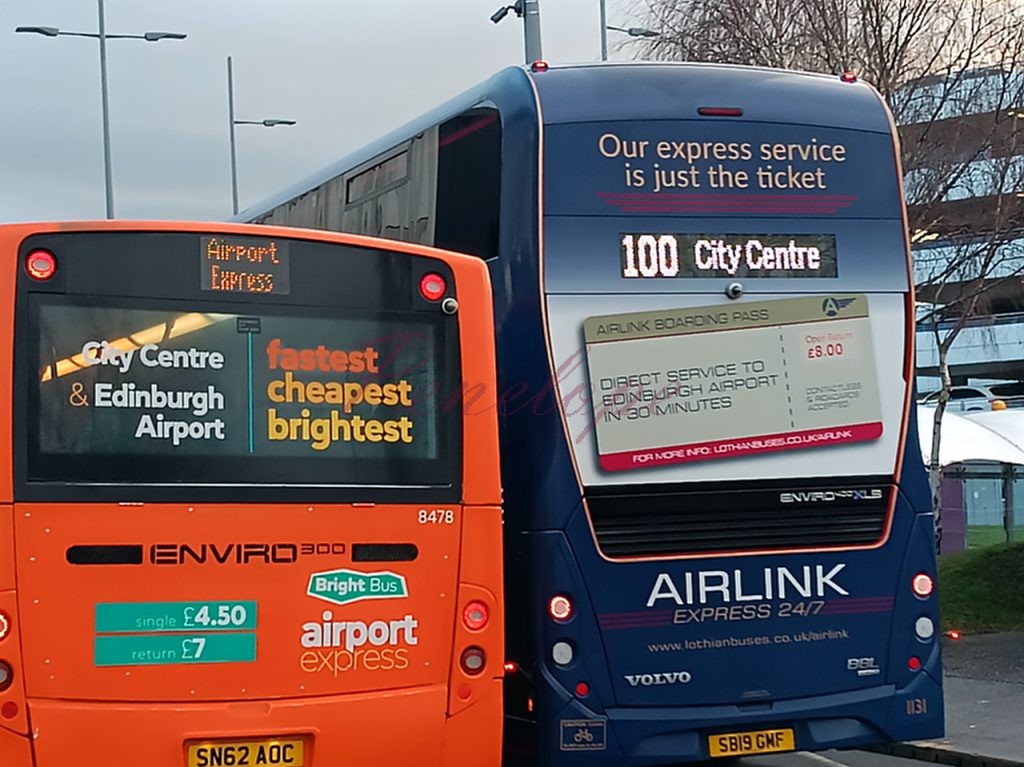 Airport
Express
City Centre
& Edinburgh
Airport
fastest
cheapest
brightest
8478
ENVIRO300
Bright Bus
single £4.50
return £7
airport
express
SN62 AOC
Our express service
is just the ticket
100 City Centre
AIRLINK BOARDING PASS
Open Return
£8.00
DIRECT SERVICE TO
EDINBURGH AIRPORT
IN 30 MINUTES
CONTACTLESS
& RIDACARDS
ACCEPTED
FOR MORE INFO: LOTHIANBUSES.CO.UK/AIRLINK
ENVIRO400XLB
AIRLINK
EXPRESS 24/7
www.lothianbuses.co.uk/airlink
VOLVO
B8L
1131
CAUTION
SB19 GMF
Penelope